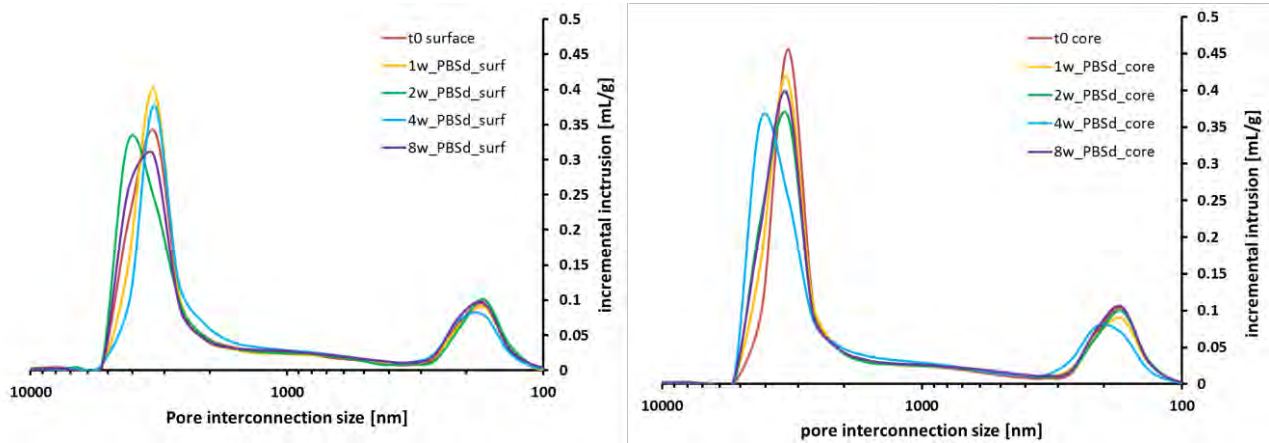 0.5
0.45
0.4
0.35
0.3
0.25
0.2
0.15
0.1
0.05
0
incremental inctrusion [mL/g]
t0 surface
1w_PBSd_surf
2w_PBSd_surf
4w_PBSd_surf
8w_PBSd_surf
10000
1000
100
Pore interconnection size [nm]
0.5
0.45
0.4
0.35
0.3
0.25
0.2
0.15
0.1
0.05
0
incremental intrusion [mL/g]
t0 core
1w_PBSd_core
2w_PBSd_core
4w_PBSd_core
8w_PBSd_core
10000
1000
100
pore interconnection size [nm]